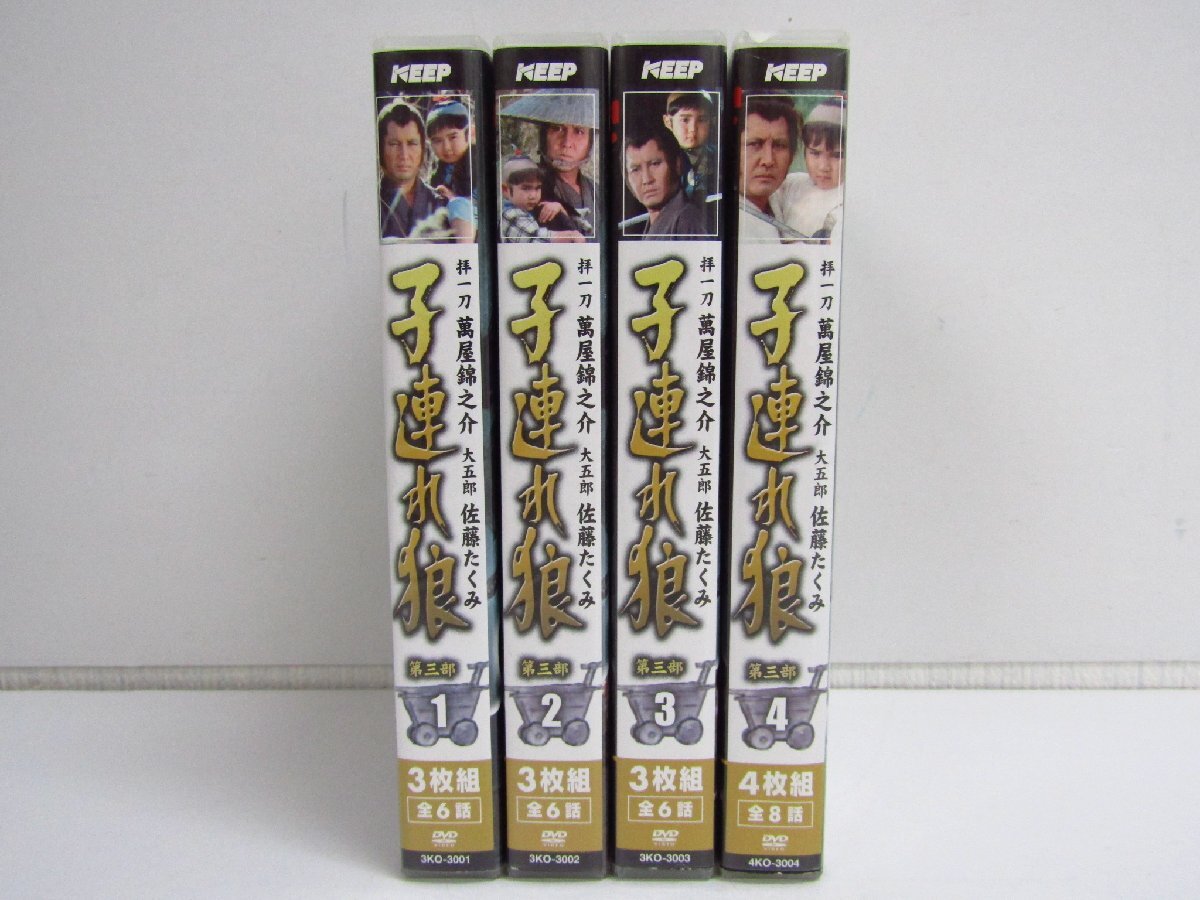 KEEP
拝一刀 萬屋錦之介 大五郎 佐藤たくみ
子連れ狼
第三部
1
3枚組
全6話
DVD
VIDEO
3KO-3001
KEEP
拝一刀 萬屋錦之介 大五郎 佐藤たくみ
子連れ狼
第三部
2
3枚組
全6話
DVD
VIDEO
3KO-3002
KEEP
拝一刀 萬屋錦之介 大五郎 佐藤たくみ
子連れ狼
第三部
3
3枚組
全6話
DVD
VIDEO
3KO-3003
KEEP
拝一刀 萬屋錦之介 大五郎 佐藤たくみ
子連れ狼
第三部
4
4枚組
全8話
DVD
VIDEO
4KO-3004